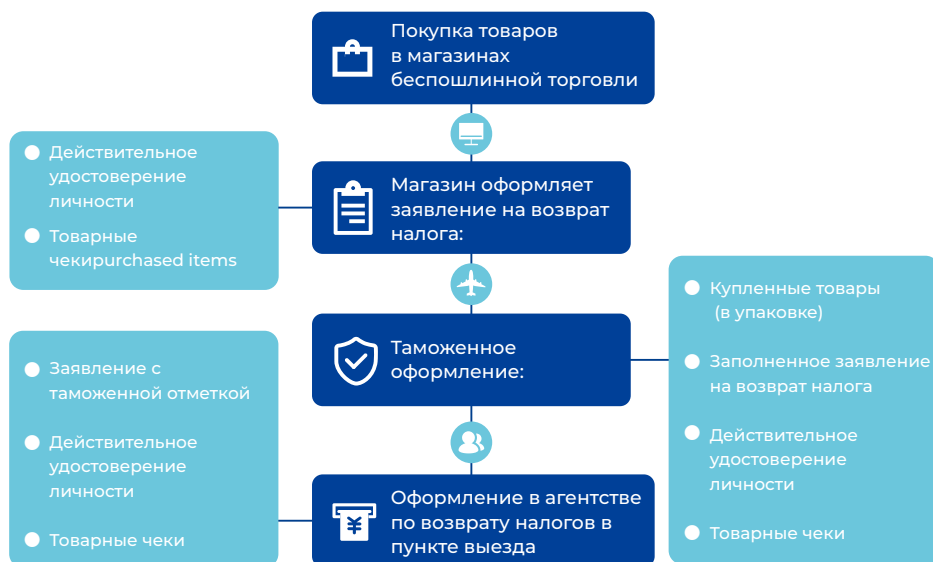 Покупка товаров
в магазинах
беспошлинной торговли
Действительное
удостоверение
личности
Товарные
чекиpurchased items
Магазин оформляет
заявление на возврат
налога:
Таможенное
оформление:
Купленные товары
(в упаковке)
Заполненное заявление
на возврат налога
Действительное
удостоверение
личности
Товарные чеки
Заявление с
таможенной отметкой
Действительное
удостоверение
личности
Товарные чеки
Оформление в агентстве
по возврату налогов в
пункте выезда
¥